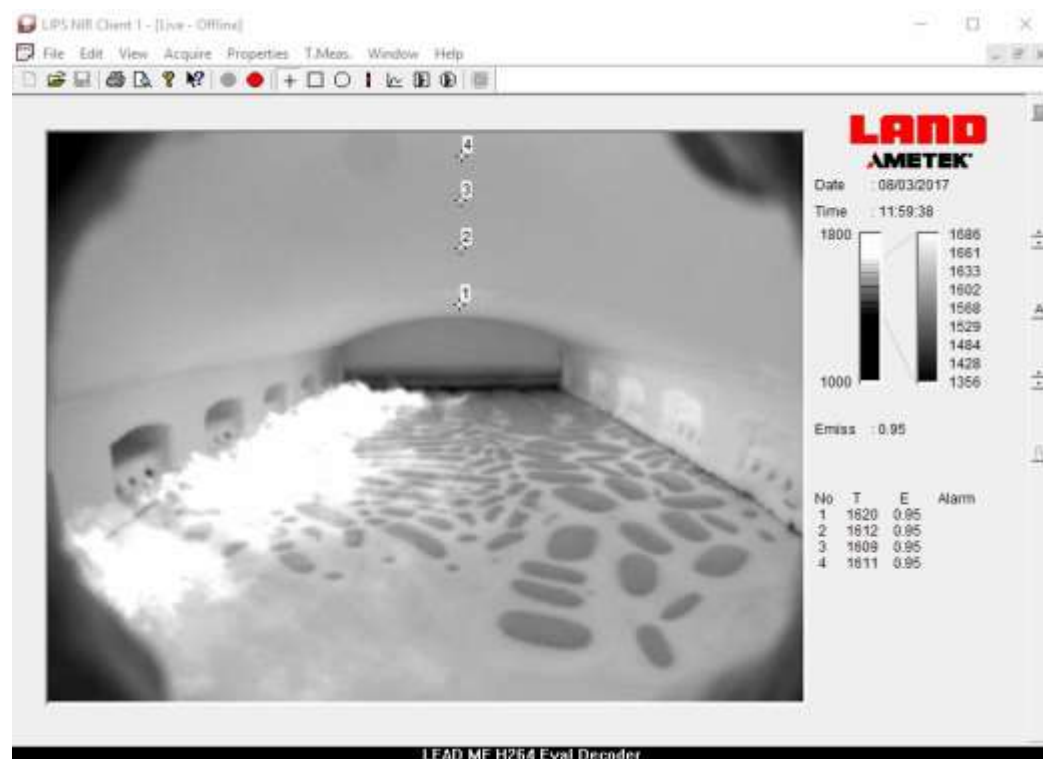 LIPS NIR Client 1 - [Live - Offline]
File Edit View Acquire Properties T.Meas. Window Help
LAND
AMETEK
Date : 08/03/2017
Time : 11:59:38
1800
1000
1686
1661
1633
1602
1568
1529
1484
1428
1356
Emiss : 0.95
No T E Alarm
1 1620 0.95
2 1612 0.95
3 1609 0.95
4 1611 0.95
4
3
2
1
A
LEAD MF H264 Eval Decoder